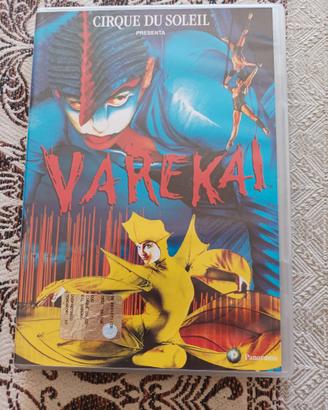 CIRQUE DU SOLEIL
PRESENTA
VAREKAI
Panorama